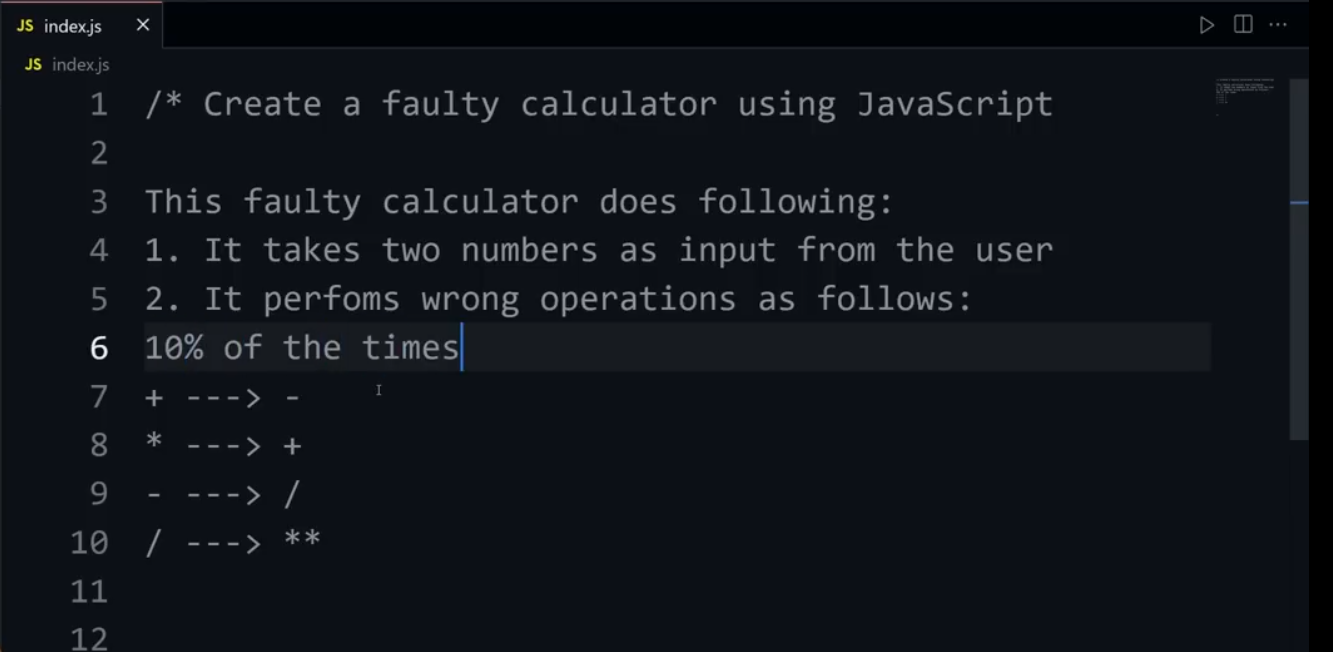 JS index.js
JS index.js
1 /* Create a faulty calculator using JavaScript
2
3 This faulty calculator does following:
4 1. It takes two numbers as input from the user
5 2. It perfoms wrong operations as follows:
6 10% of the times
7 + ---> -
8 * ---> +
9 - ---> /
10 / ---> **
11
12